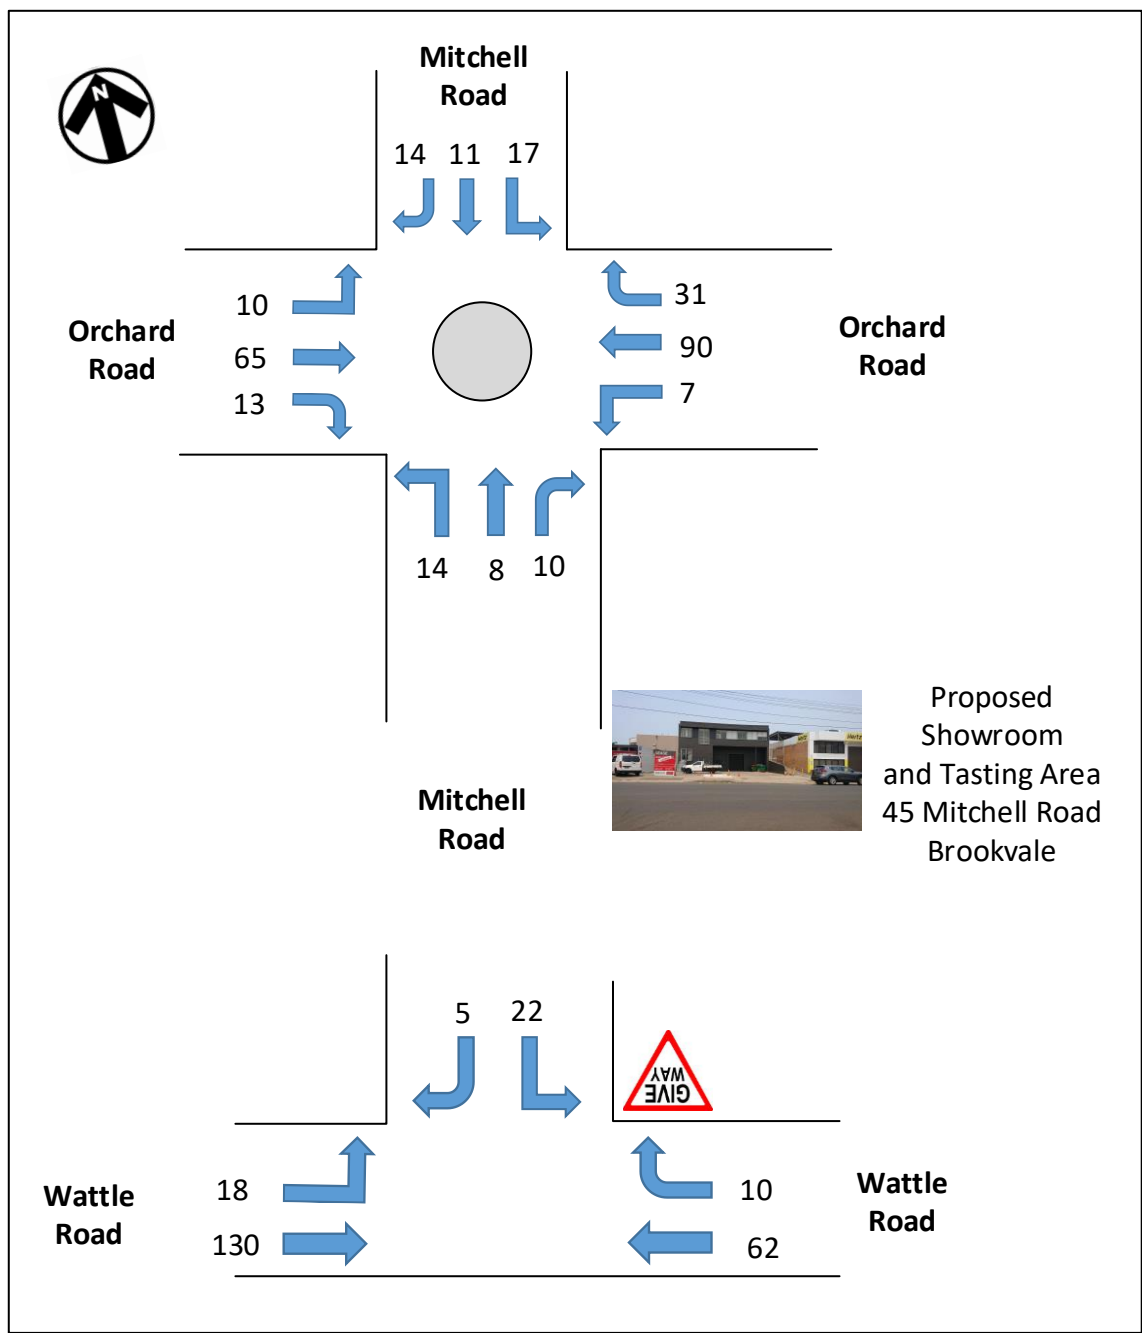 Mitchell
Road
N
14 11 17
10
65
13
Orchard
Road
31
90
7
Orchard
Road
14 8 10
Proposed
Showroom
and Tasting Area
45 Mitchell Road
Brookvale
Hertz
Mitchell
Road
5 22
GIVE
WAY
Wattle
Road
18
130
10
62
Wattle
Road